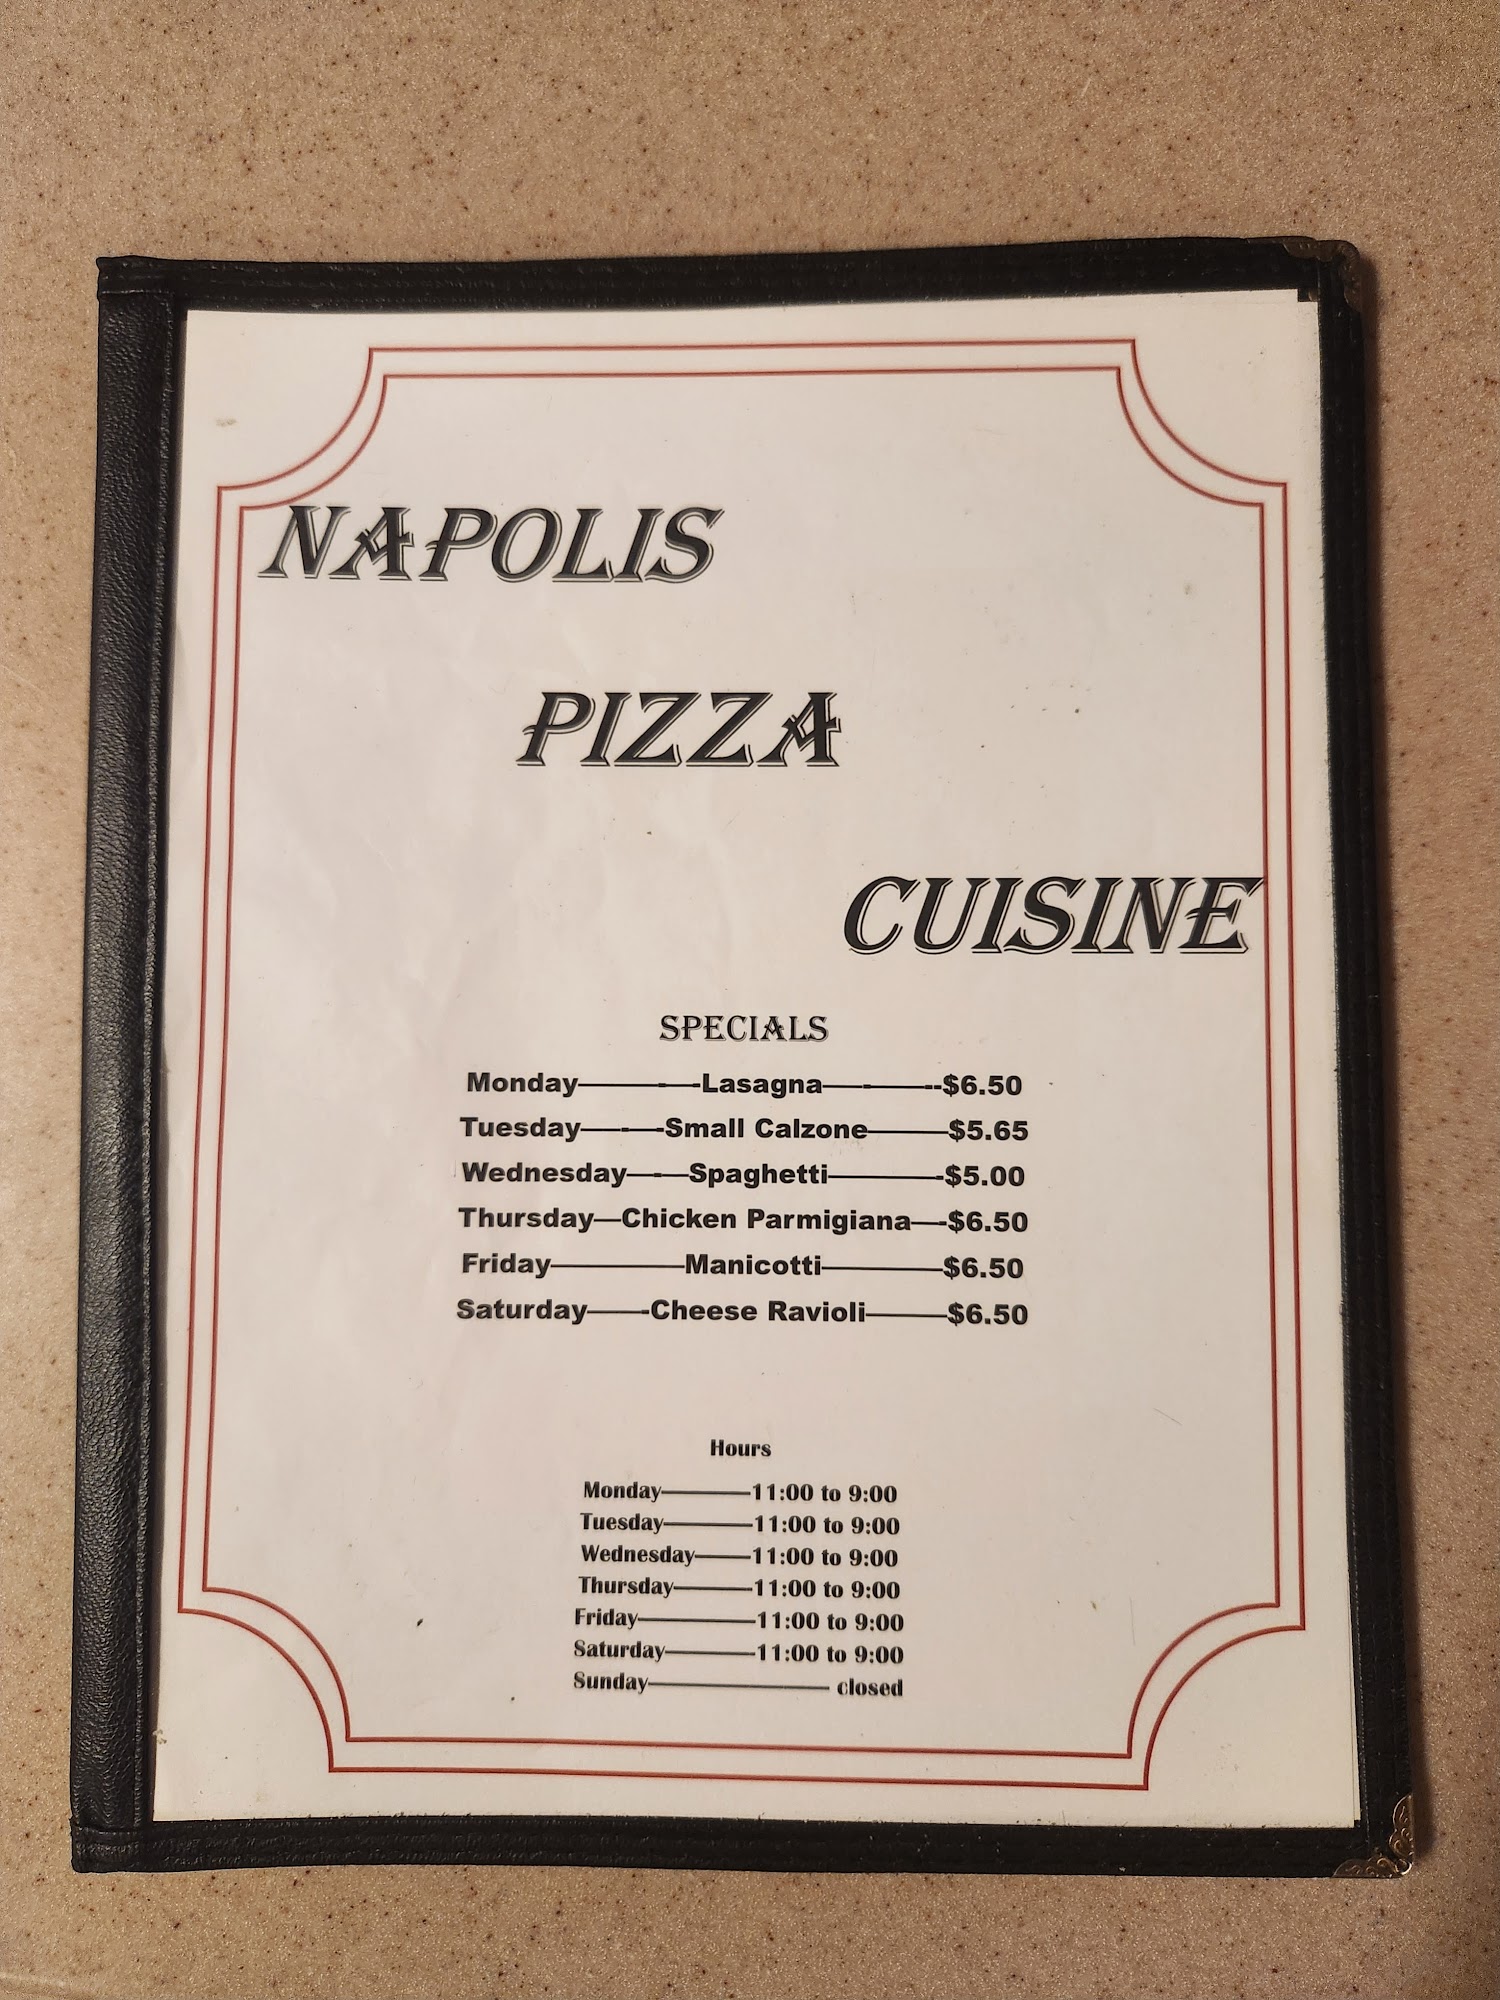 NAPOLIS
PIZZA
CUISINE
SPECIALS
Monday-----------Lasagna-----------$6.50
Tuesday--------Small Calzone--------$5.65
Wednesday------Spaghetti-----------$5.00
Thursday--Chicken Parmigiana---$6.50
Friday-------------Manicotti------------$6.50
Saturday------Cheese Ravioli--------$6.50
Hours
Monday-----------11:00 to 9:00
Tuesday-----------11:00 to 9:00
Wednesday-------11:00 to 9:00
Thursday----------11:00 to 9:00
Friday--------------11:00 to 9:00
Saturday-----------11:00 to 9:00
Sunday---------------------- closed